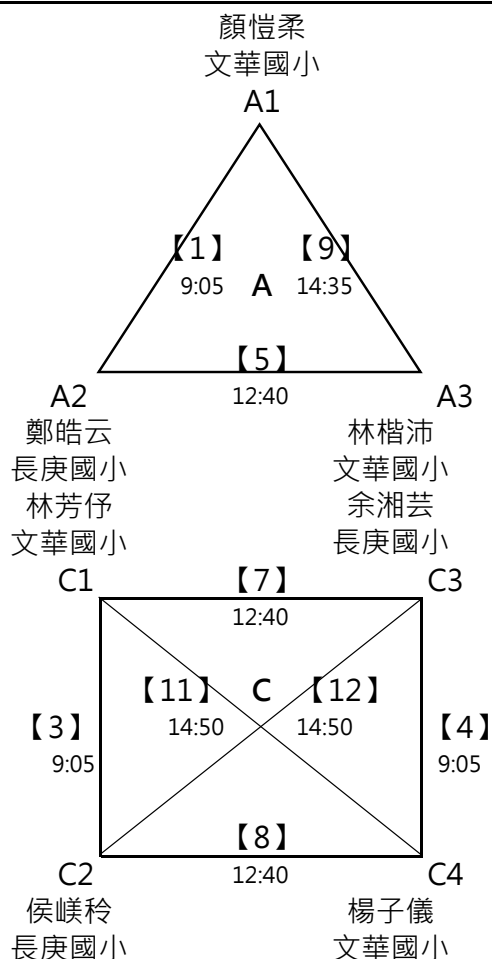 顏愷柔
文華國小
A1
【1】 【9】
9:05 A 14:35
【5】
A2 12:40 A3
鄭皓云 林楷沛
長庚國小 文華國小
林芳伃 余湘芸
文華國小 長庚國小
C1 【7】 C3
12:40
【11】 C 【12】
【3】 14:50 14:50 【4】
9:05 9:05
【8】
C2 12:40 C4
侯嵄秢 楊子儀
長庚國小 文華國小